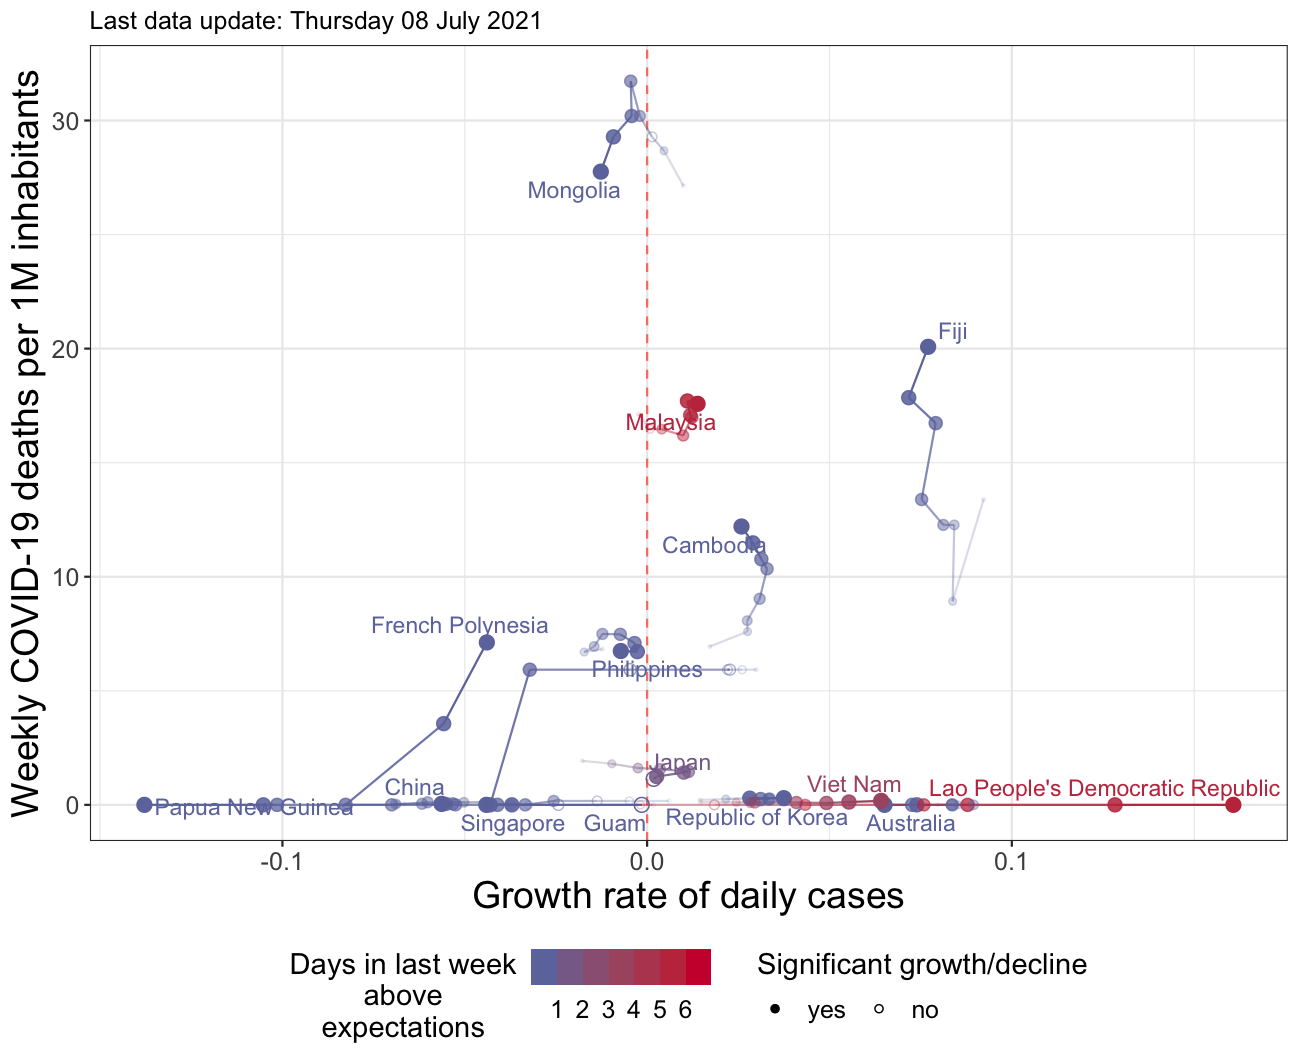 Last data update: Thursday 08 July 2021
Weekly COVID-19 deaths per 1M inhabitants
30
20
10
0
Mongolia
Fiji
Malaysia
Cambodia
French Polynesia
Philippines
Japan
China
Viet Nam
Lao People's Democratic Republic
Papua New Guinea
Singapore
Guam
Republic of Korea
Australia
-0.1
0.0
0.1
Growth rate of daily cases
Days in last week
above
expectations
1 2 3 4 5 6
Significant growth/decline
yes
no